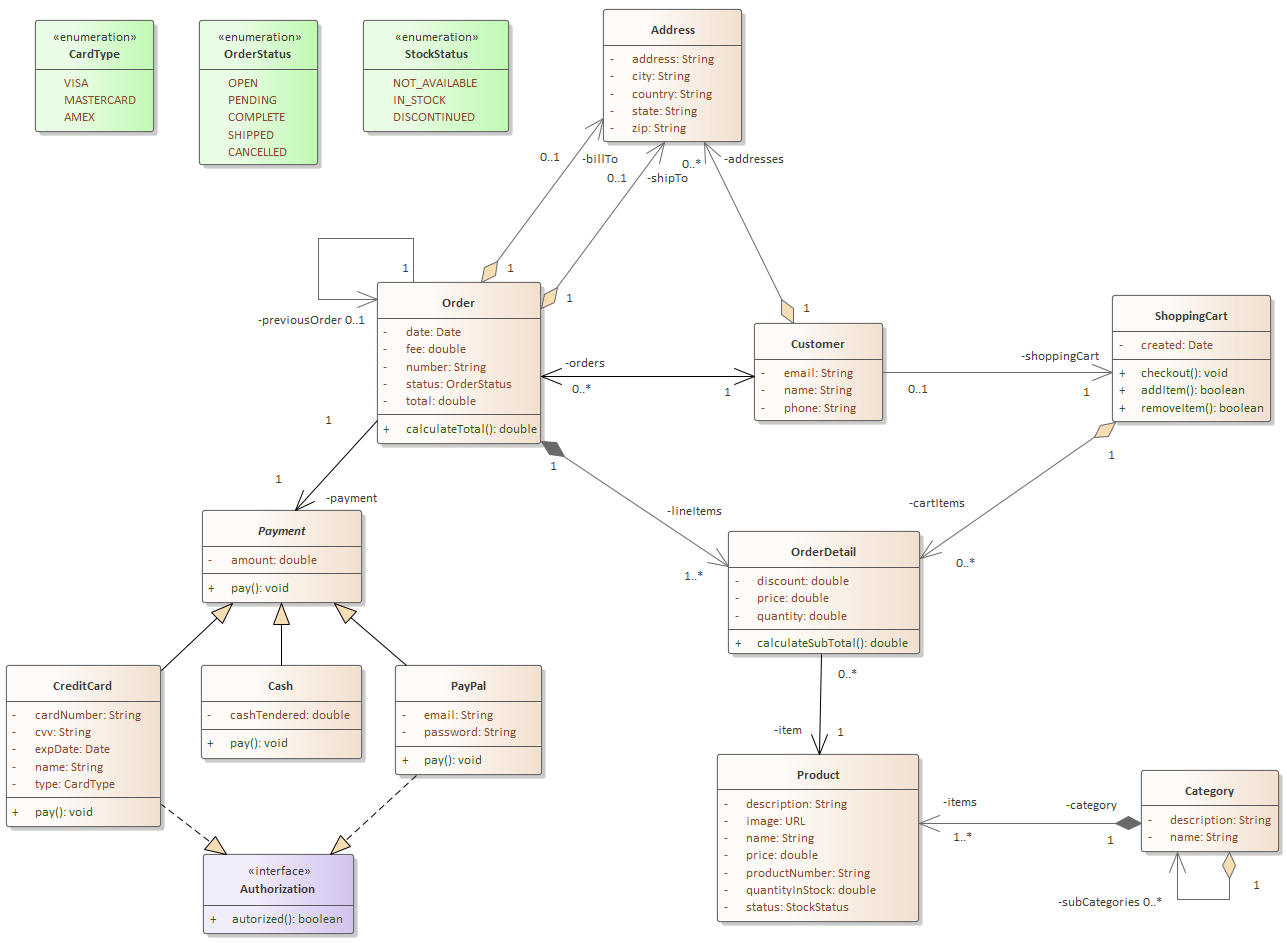 «enumeration»
CardType
VISA
MASTERCARD
AMEX
«enumeration»
OrderStatus
OPEN
PENDING
COMPLETE
SHIPPED
CANCELLED
«enumeration»
StockStatus
NOT_AVAILABLE
IN_STOCK
DISCONTINUED
Address
- address: String
- city: String
- country: String
- state: String
- zip: String
0..1
-billTo
0..1
-shipTo
0..*
-addresses
1
1
1
1
-previousOrder 0..1
Order
- date: Date
- fee: double
- number: String
- status: OrderStatus
- total: double
+ calculateTotal(): double
-orders
0..*
1
Customer
- email: String
- name: String
- phone: String
0..1
-shoppingCart
1
ShoppingCart
- created: Date
+ checkout(): void
+ addItem(): boolean
+ removeItem(): boolean
1
1
-payment
1
-lineItems
1..*
1
-cartItems
0..*
Payment
- amount: double
+ pay(): void
OrderDetail
- discount: double
- price: double
- quantity: double
+ calculateSubTotal(): double
0..*
-item
1
CreditCard
- cardNumber: String
- cvv: String
- expDate: Date
- name: String
- type: CardType
+ pay(): void
Cash
- cashTendered: double
+ pay(): void
PayPal
- email: String
- password: String
+ pay(): void
«interface»
Authorization
+ autorized(): boolean
Product
- description: String
- image: URL
- name: String
- price: double
- productNumber: String
- quantityInStock: double
- status: StockStatus
-items
1..*
-category
1
Category
- description: String
- name: String
-subCategories 0..*
1